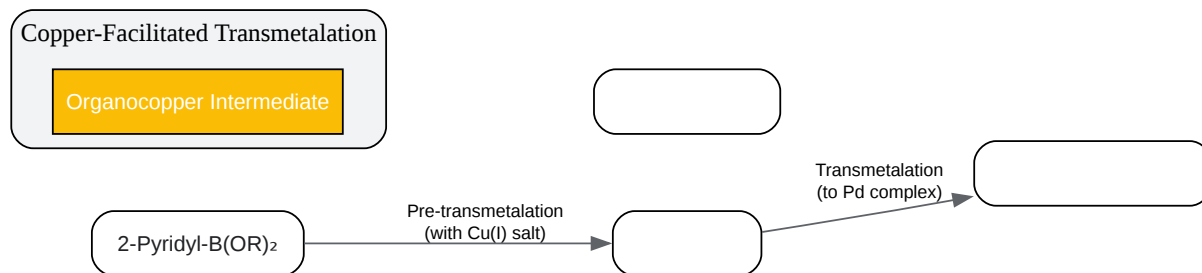 Copper-Facilitated Transmetalation
Organocopper Intermediate
Transmetalation
(to Pd complex)
Pre-transmetalation
(with Cu(I) salt)
2-Pyridyl-B(OR)₂